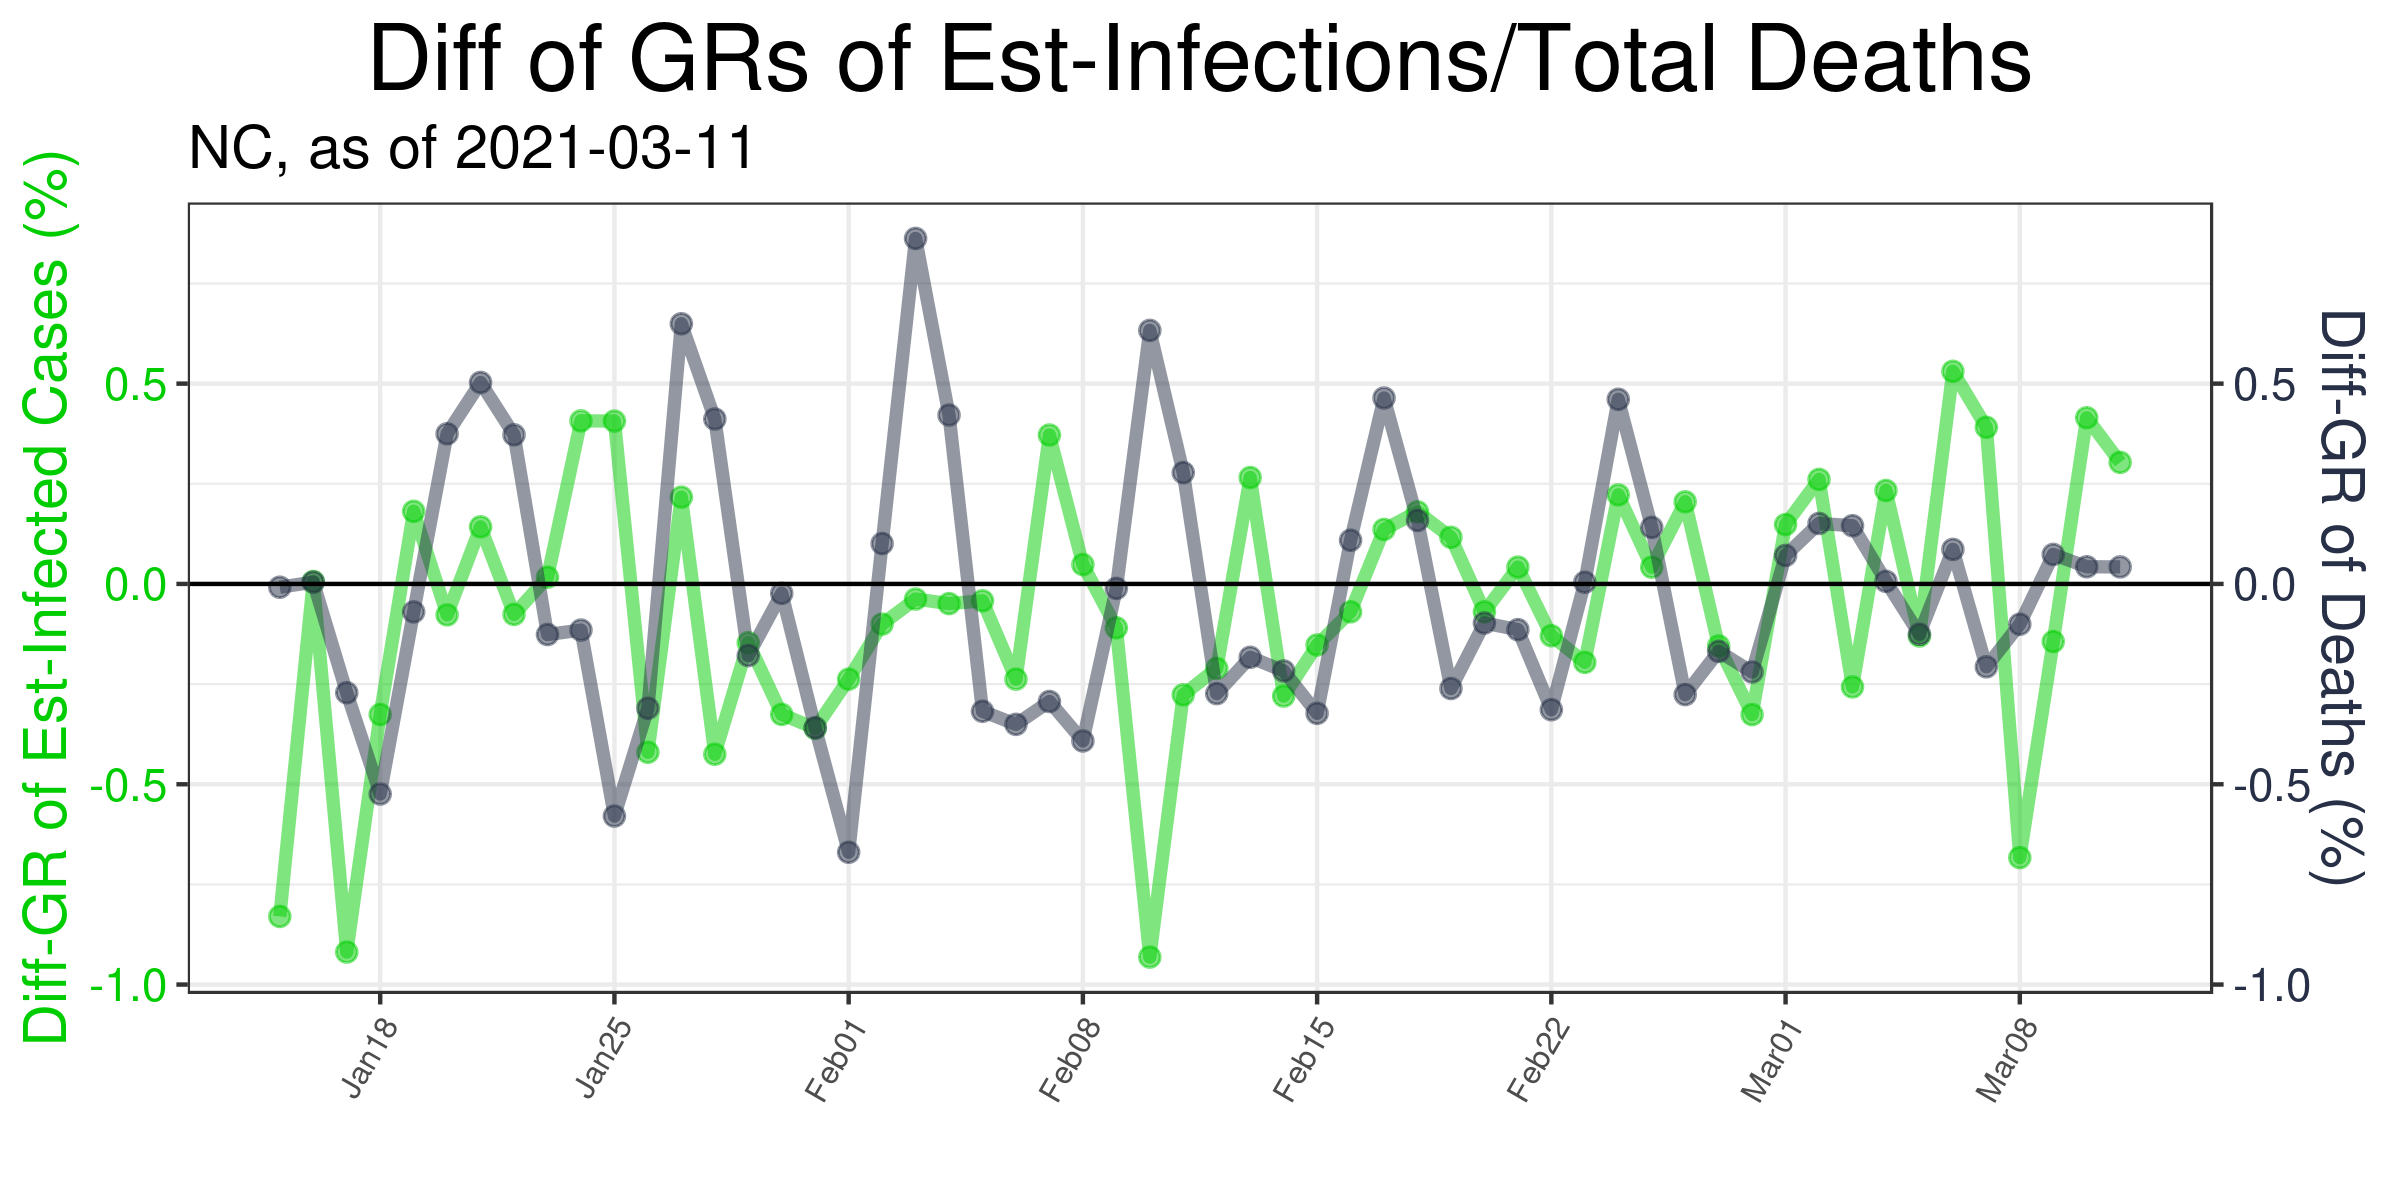 Diff of GRs of Est-Infections/Total Deaths
NC, as of 2021-03-11
Diff-GR of Est-Infected Cases (%)
0.5
0.0
-0.5
-1.0
0.5
0.0
-0.5
-1.0
Diff-GR of Deaths (%)
Jan18
Jan25
Feb01
Feb08
Feb15
Feb22
Mar01
Mar08